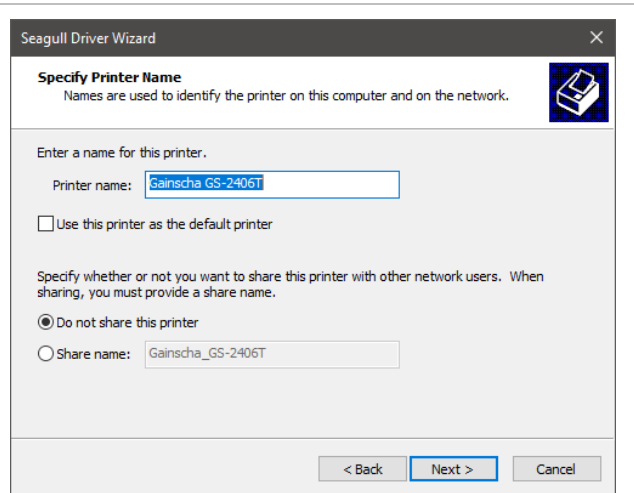 Seagull Driver Wizard
Specify Printer Name
Names are used to identify the printer on this computer and on the network.
Enter a name for this printer.
Printer name: Gainscha GS-2406T
Use this printer as the default printer
Specify whether or not you want to share this printer with other network users. When
sharing, you must provide a share name.
Do not share this printer
Share name: Gainscha_GS-2406T
< Back Next > Cancel